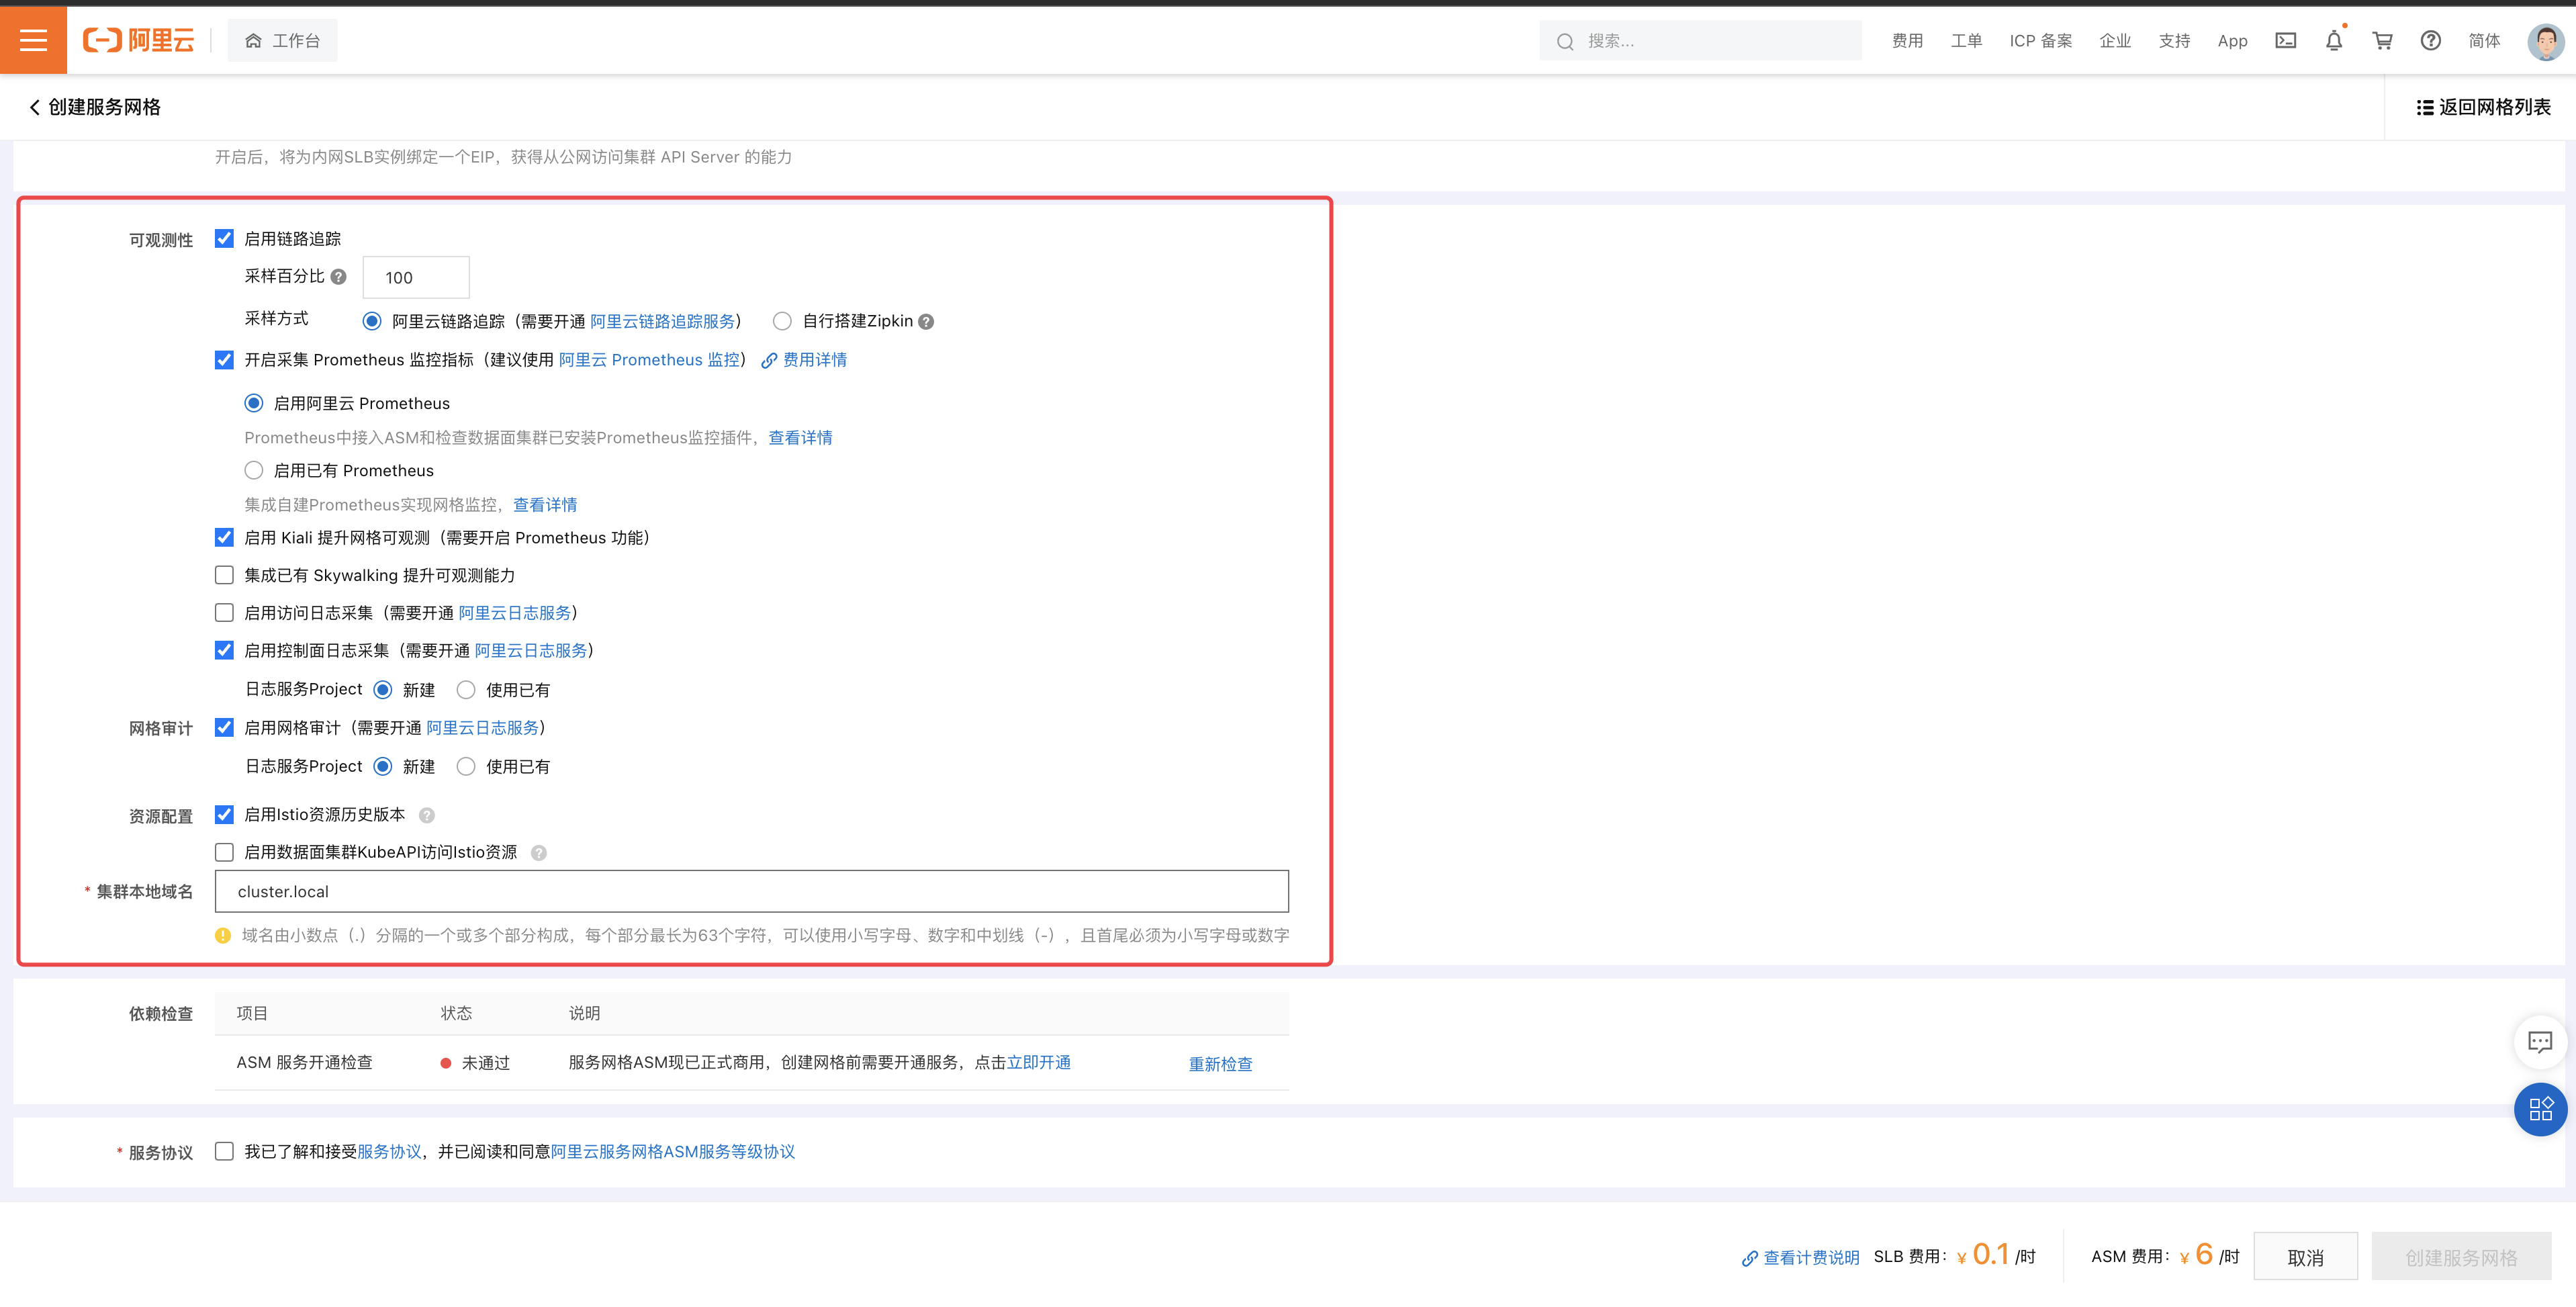 阿里云
工作台
搜索...
费用 工单 ICP 备案 企业 支持 App 简体
创建服务网格
返回网格列表
开启后，将为内网SLB实例绑定一个EIP，获得从公网访问集群 API Server 的能力
可观测性 启用链路追踪
采样百分比 100
采样方式 阿里云链路追踪（需要开通 阿里云链路追踪服务） 自行搭建Zipkin
开启采集 Prometheus 监控指标（建议使用 阿里云 Prometheus 监控） 费用详情
启用阿里云 Prometheus
Prometheus中接入ASM和检查数据面集群已安装Prometheus监控插件，查看详情
启用已有 Prometheus
集成自建Prometheus实现网格监控，查看详情
启用 Kiali 提升网格可观测（需要开启 Prometheus 功能）
集成已有 Skywalking 提升可观测能力
启用访问日志采集（需要开通 阿里云日志服务）
启用控制面日志采集（需要开通 阿里云日志服务）
日志服务Project 新建 使用已有
网格审计 启用网格审计（需要开通 阿里云日志服务）
日志服务Project 新建 使用已有
资源配置 启用Istio资源历史版本
启用数据面集群KubeAPI访问Istio资源
* 集群本地域名 cluster.local
域名由小数点（.）分隔的一个或多个部分构成，每个部分最长为63个字符，可以使用小写字母、数字和中划线（-），且首尾必须为小写字母或数字
依赖检查 项目 状态 说明
ASM 服务开通检查 未通过 服务网格ASM现已正式商用，创建网格前需要开通服务，点击立即开通 重新检查
* 服务协议 我已了解和接受服务协议，并已阅读和同意阿里云服务网格ASM服务等级协议
查看计费说明 SLB 费用：¥ 0.1 /时 ASM 费用：¥ 6 /时 取消 创建服务网格